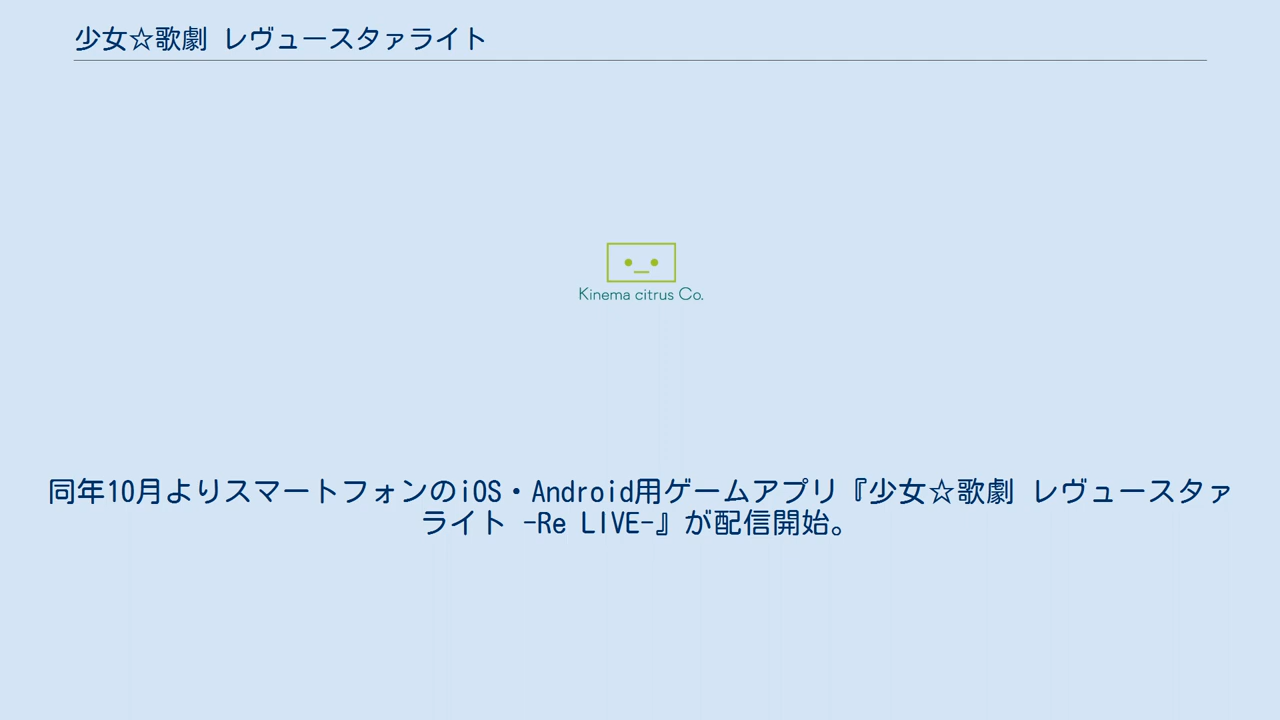 少女☆歌劇 レヴュースタァライト
Kinema citrus Co.
同年10月よりスマートフォンのiOS・Android用ゲームアプリ『少女☆歌劇 レヴュースタァ
ライト -Re LIVE-』が配信開始。